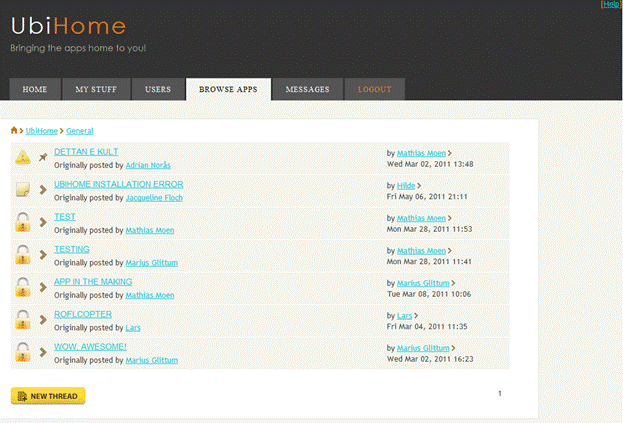 [Help]
UbiHome
Bringing the apps home to you!
HOME MY STUFF USERS BROWSE APPS MESSAGES LOGOUT
UbiHome General
DETTAN E KULT
Originally posted by Adrian Norås
by Mathias Moen
Wed Mar 02, 2011 13:48
UBIHOME INSTALLATION ERROR
Originally posted by Jacqueline Floch
by Hilde
Fri May 06, 2011 21:11
TEST
Originally posted by Mathias Moen
by Mathias Moen
Mon Mar 28, 2011 11:53
TESTING
Originally posted by Marius Glittum
by Mathias Moen
Mon Mar 28, 2011 11:41
APP IN THE MAKING
Originally posted by Mathias Moen
by Marius Glittum
Tue Mar 08, 2011 10:06
ROFLCOPTER
Originally posted by Lars
by Lars
Fri Mar 04, 2011 11:35
WOW, AWESOME!
Originally posted by Marius Glittum
by Marius Glittum
Wed Mar 02, 2011 16:23
NEW THREAD
1